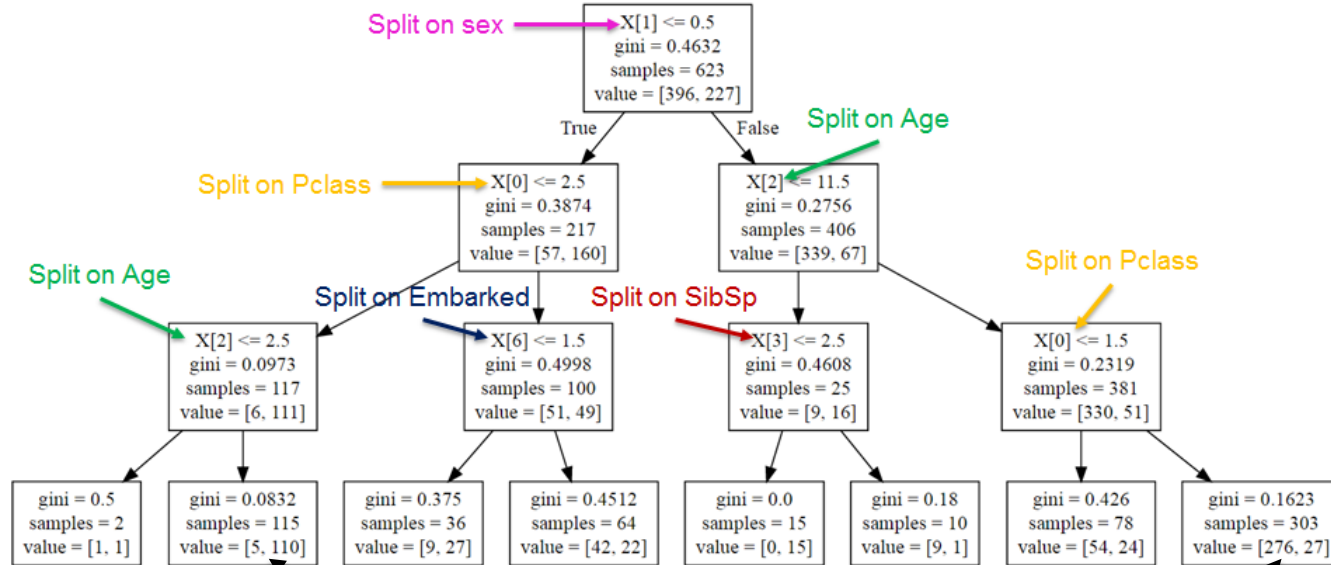 Split on sex
X[1] <= 0.5
gini = 0.4632
samples = 623
value = [396, 227]
True
False
Split on Age
Split on Pclass
X[0] <= 2.5
gini = 0.3874
samples = 217
value = [57, 160]
X[2] <= 11.5
gini = 0.2756
samples = 406
value = [339, 67]
Split on Pclass
Split on Age
Split on Embarked
Split on SibSp
X[2] <= 2.5
gini = 0.0973
samples = 117
value = [6, 111]
X[6] <= 1.5
gini = 0.4998
samples = 100
value = [51, 49]
X[3] <= 2.5
gini = 0.4608
samples = 25
value = [9, 16]
X[0] <= 1.5
gini = 0.2319
samples = 381
value = [330, 51]
gini = 0.5
samples = 2
value = [1, 1]
gini = 0.0832
samples = 115
value = [5, 110]
gini = 0.375
samples = 36
value = [9, 27]
gini = 0.4512
samples = 64
value = [42, 22]
gini = 0.0
samples = 15
value = [0, 15]
gini = 0.18
samples = 10
value = [9, 1]
gini = 0.426
samples = 78
value = [54, 24]
gini = 0.1623
samples = 303
value = [276, 27]